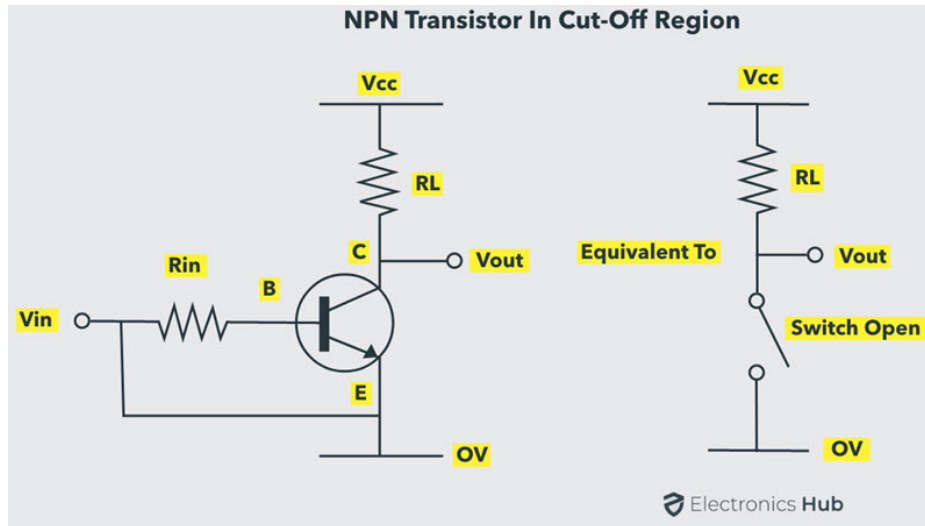 NPN Transistor In Cut-Off Region
Vcc
RL
C
Vout
Rin
B
Vin
E
OV
Vcc
RL
Equivalent To
Vout
Switch Open
OV
Electronics Hub